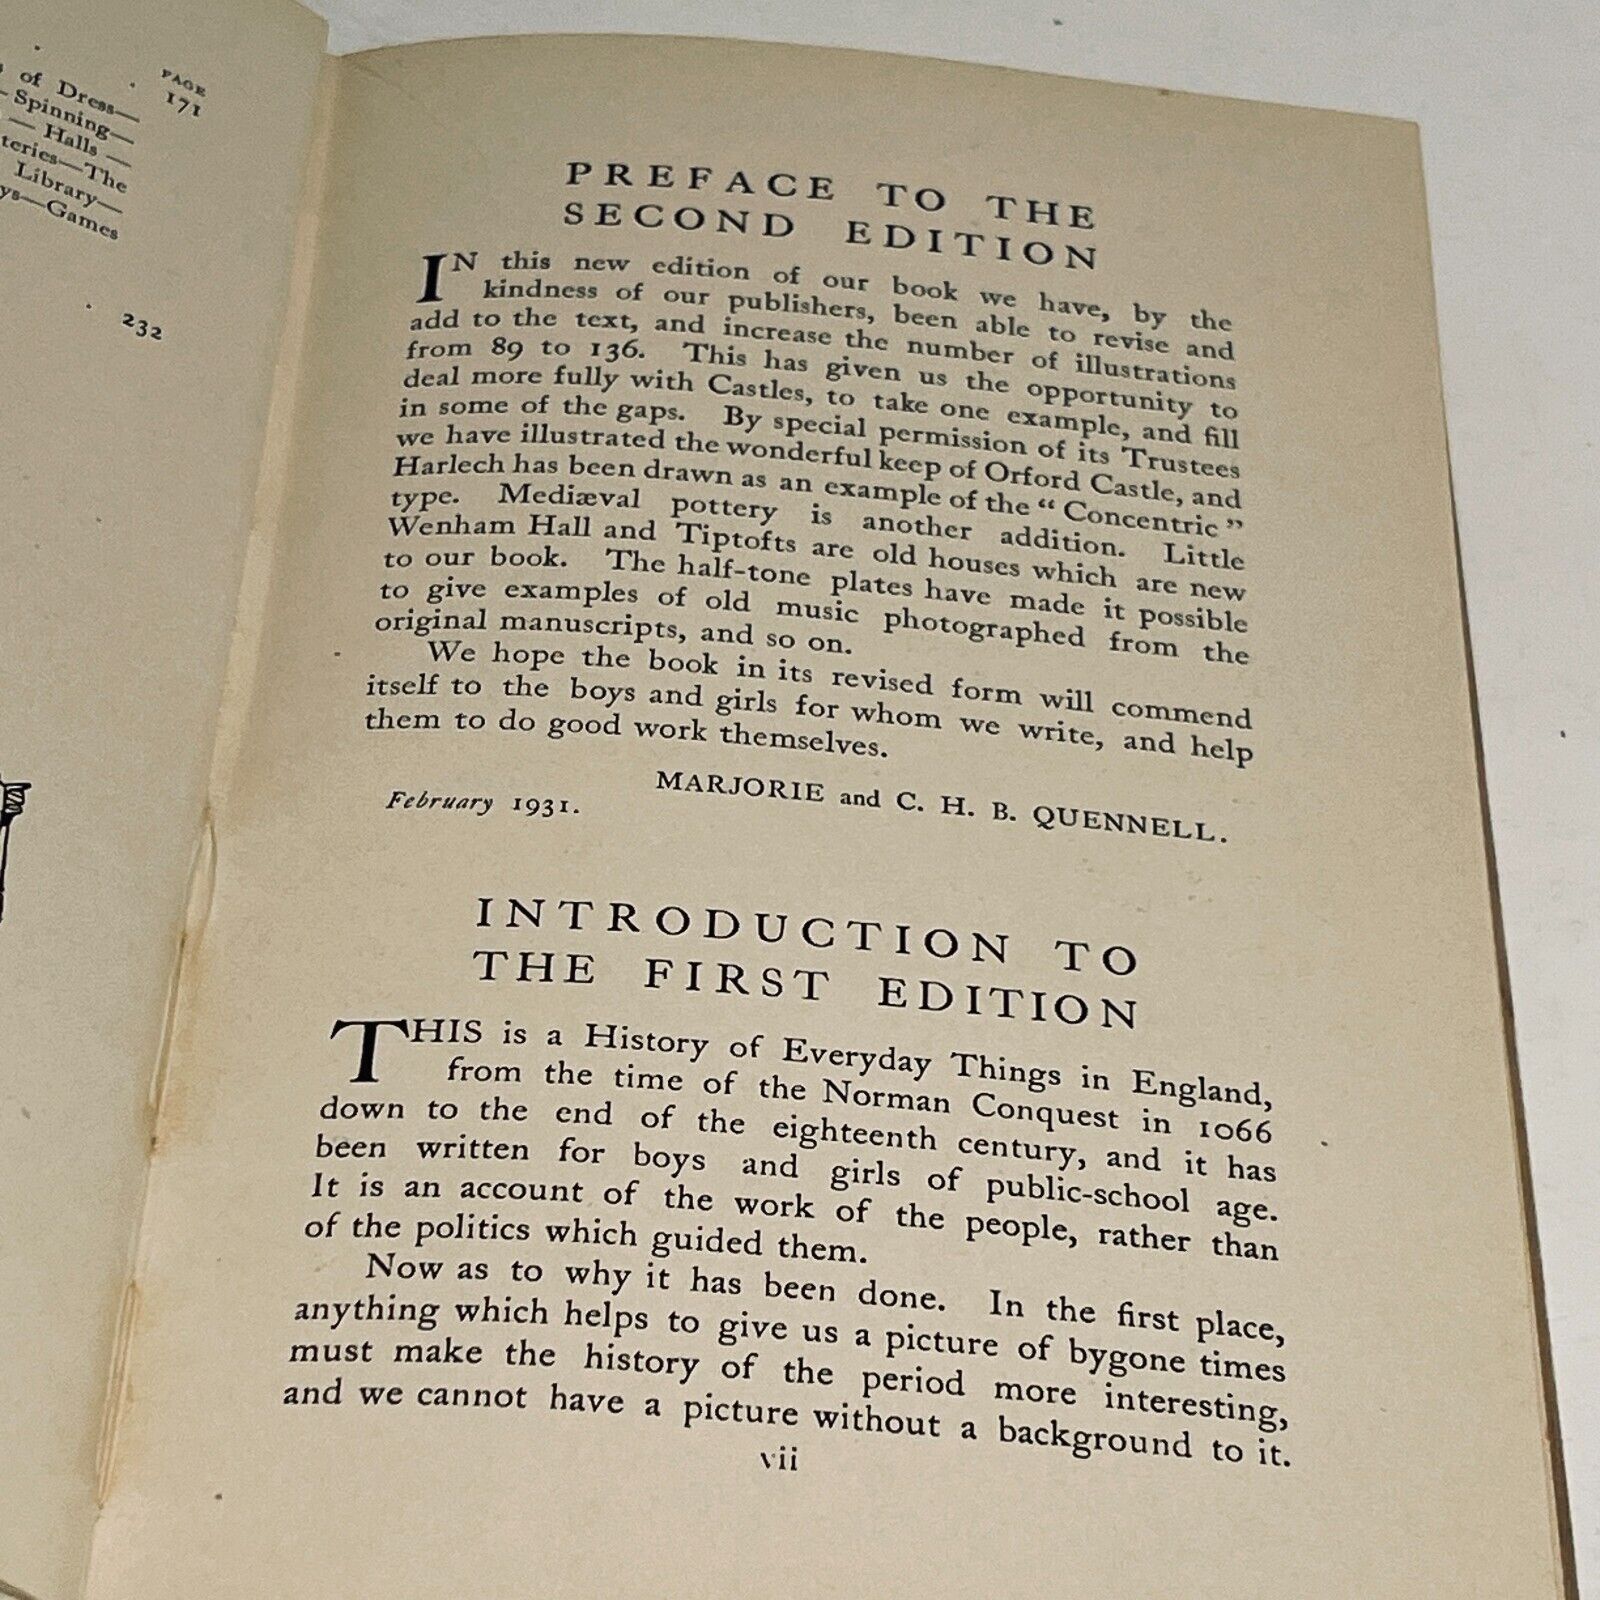 PAGE
of Dress—
171
Spinning—
— Halls —
teries—The
Library—
ys—Games
232
PREFACE TO THE
SECOND EDITION
IN this new edition of our book we have, by the
kindness of our publishers, been able to revise and
add to the text, and increase the number of illustrations
from 89 to 136. This has given us the opportunity to
deal more fully with Castles, to take one example, and fill
in some of the gaps. By special permission of its Trustees
we have illustrated the wonderful keep of Orford Castle, and
Harlech has been drawn as an example of the “Concentric”
type. Mediæval pottery is another addition. Little
Wenham Hall and Tiptofts are old houses which are new
to our book. The half-tone plates have made it possible
to give examples of old music photographed from the
original manuscripts, and so on.
We hope the book in its revised form will commend
itself to the boys and girls for whom we write, and help
them to do good work themselves.
MARJORIE and C. H. B. QUENNELL.
February 1931.
INTRODUCTION TO
THE FIRST EDITION
THIS is a History of Everyday Things in England,
from the time of the Norman Conquest in 1066
down to the end of the eighteenth century, and it has
been written for boys and girls of public-school age.
It is an account of the work of the people, rather than
of the politics which guided them.
Now as to why it has been done. In the first place,
anything which helps to give us a picture of bygone times
must make the history of the period more interesting,
and we cannot have a picture without a background to it.
vii